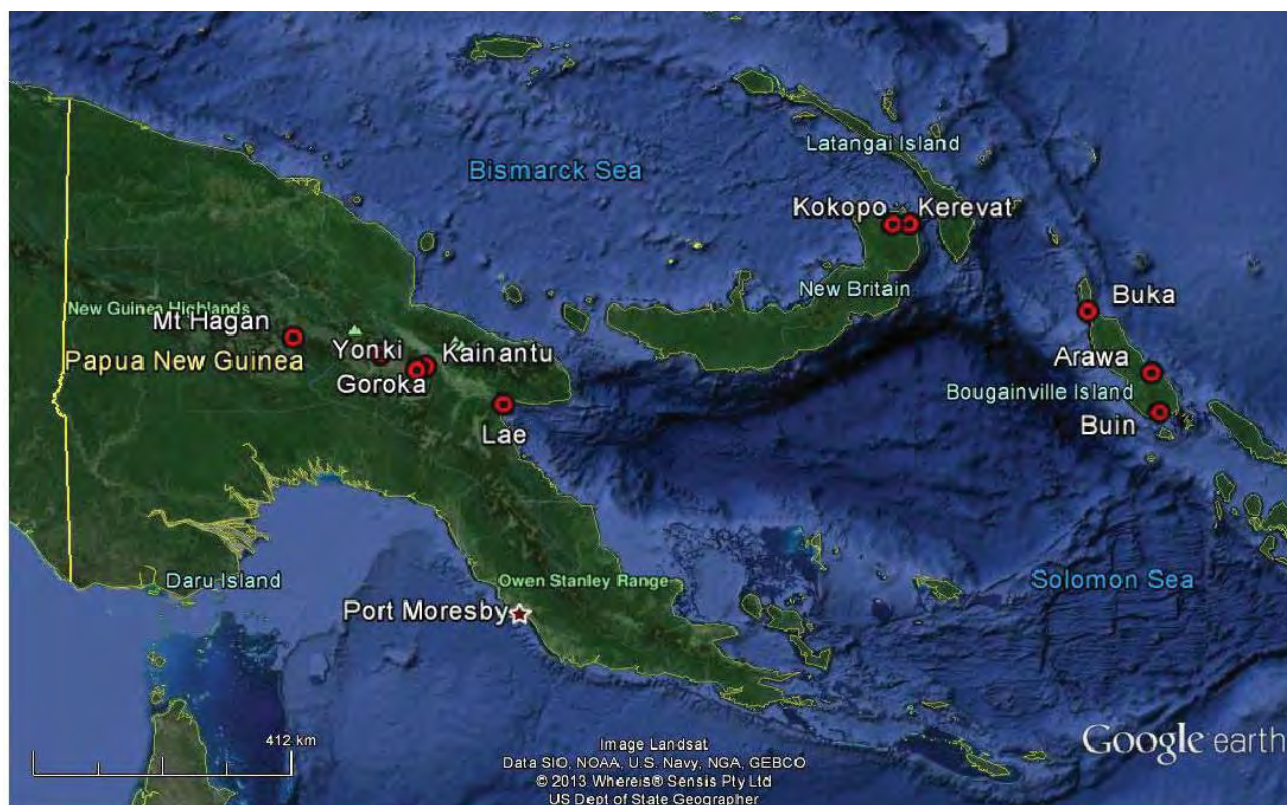 Latangai Island
Bismarck Sea
Kokopo
Kerevat
New Britain
Buka
New Guinea Highlands
Mt Hagan
Papua New Guinea
Yonki
Kainantu
Goroka
Arawa
Bougainville Island
Buin
Lae
Daru Island
Owen Stanley Range
Solomon Sea
Port Moresby
412 km
Google earth
Image Landsat
Data SIO, NOAA, U.S. Navy, NGA, GEBCO
© 2013 Whereis® Sensis Pty Ltd
US Dept of State Geographer